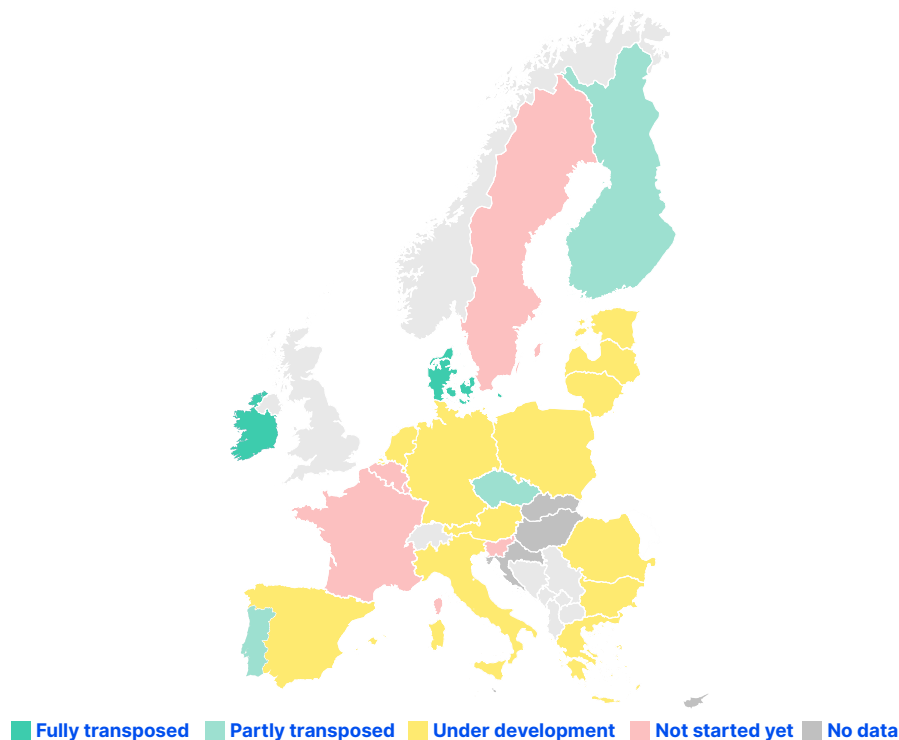 Fully transposed Partly transposed Under development Not started yet No data